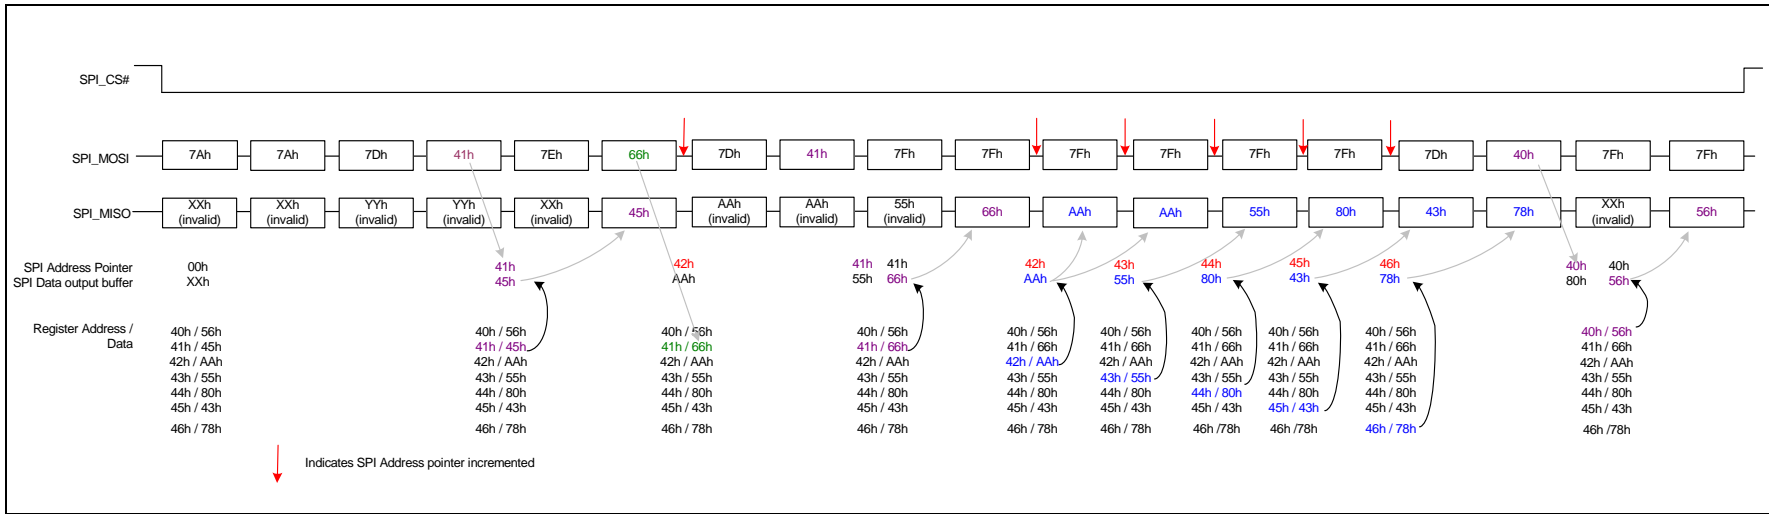 SPI_CS#
SPI_MOSI 7Ah 7Ah 7Dh 41h 7Eh 66h 7Dh 41h 7Fh 7Fh 7Fh 7Fh 7Fh 7Fh 7Dh 40h 7Fh 7Fh
XXh XXh YYh YYh XXh AAh AAh 55h XXh
SPI_MISO 45h 66h AAh AAh 55h 80h 43h 78h 56h
(invalid) (invalid) (invalid) (invalid) (invalid) (invalid) (invalid) (invalid) (invalid)
SPI Address Pointer 00h 41h 42h 41h 41h 42h 43h 44h 45h 46h 40h 40h
SPI Data output buffer XXh 45h AAh 55h 66h AAh 55h 80h 43h 78h 80h 56h
Register Address / 40h / 56h 40h / 56h 40h / 56h 40h / 56h 40h / 56h 40h / 56h 40h / 56h 40h / 56h 40h / 56h 40h / 56h
Data 41h / 45h 41h / 45h 41h / 66h 41h / 66h 41h / 66h 41h / 66h 41h / 66h 41h / 66h 41h / 66h 41h / 66h
42h / AAh 42h / AAh 42h / AAh 42h / AAh 42h / AAh 42h / AAh 42h / AAh 42h / AAh 42h / AAh 42h / AAh
43h / 55h 43h / 55h 43h / 55h 43h / 55h 43h / 55h 43h / 55h 43h / 55h 43h / 55h 43h / 55h 43h / 55h
44h / 80h 44h / 80h 44h / 80h 44h / 80h 44h / 80h 44h / 80h 44h / 80h 44h / 80h 44h / 80h 44h / 80h
45h / 43h 45h / 43h 45h / 43h 45h / 43h 45h / 43h 45h / 43h 45h / 43h 45h / 43h 45h / 43h 45h / 43h
46h / 78h 46h / 78h 46h / 78h 46h / 78h 46h / 78h 46h / 78h 46h /78h 46h /78h 46h / 78h 46h /78h
Indicates SPI Address pointer incremented